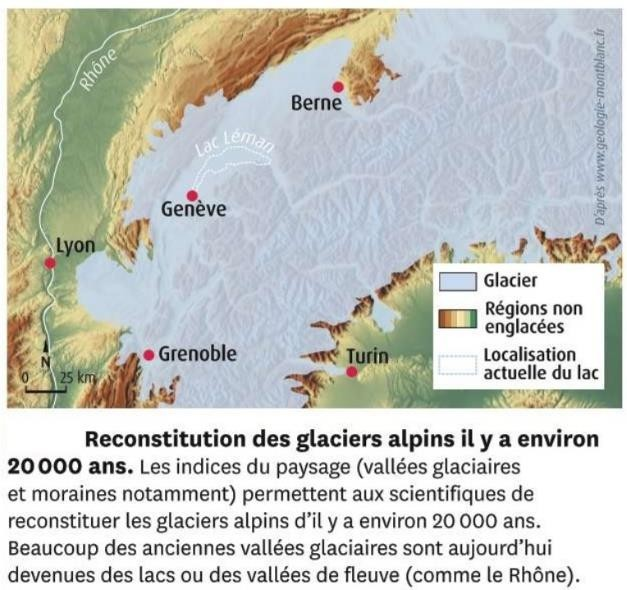 Rhône
Berne
Lac Léman
Genève
Lyon
Grenoble
Turin
N
0 25 km
D'après www.geologie-montblanc.fr
Glacier
Régions non
englacées
Localisation
actuelle du lac
Reconstitution des glaciers alpins il y a environ
20 000 ans. Les indices du paysage (vallées glaciaires
et moraines notamment) permettent aux scientifiques de
reconstituer les glaciers alpins d'il y a environ 20 000 ans.
Beaucoup des anciennes vallées glaciaires sont aujourd'hui
devenues des lacs ou des vallées de fleuve (comme le Rhône).